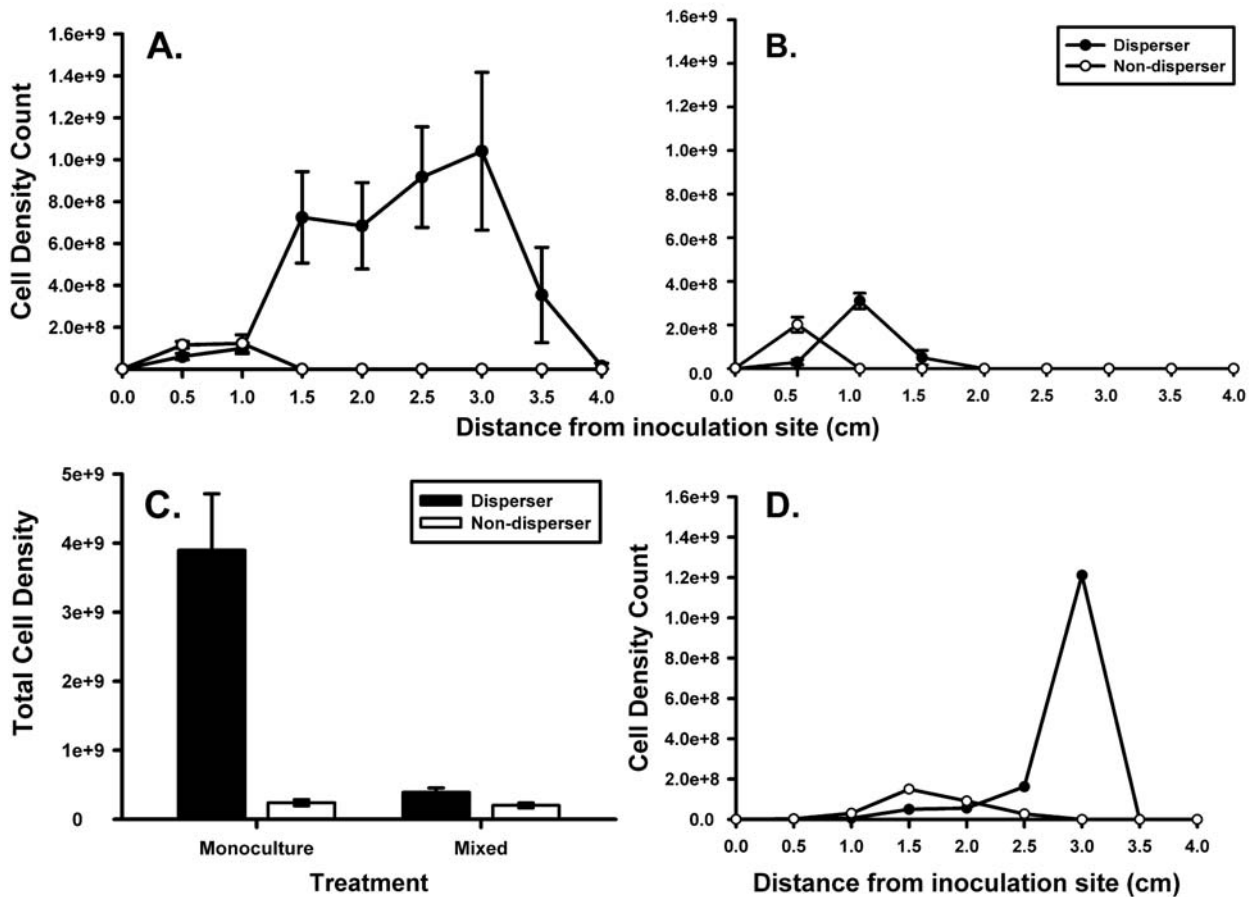 A.
1.6e+9
1.4e+9
1.2e+9
1.0e+9
8.0e+8
6.0e+8
4.0e+8
2.0e+8
Cell Density Count
0.0 0.5 1.0 1.5 2.0 2.5 3.0 3.5 4.0
B.
Disperser
Non-disperser
1.6e+9
1.4e+9
1.2e+9
1.0e+9
8.0e+8
6.0e+8
4.0e+8
2.0e+8
0.0
0.0 0.5 1.0 1.5 2.0 2.5 3.0 3.5 4.0
Distance from inoculation site (cm)
C.
Disperser
Non-disperser
5e+9
4e+9
3e+9
2e+9
1e+9
0
Total Cell Density
Monoculture Mixed
Treatment
D.
1.6e+9
1.4e+9
1.2e+9
1.0e+9
8.0e+8
6.0e+8
4.0e+8
2.0e+8
0.0
Cell Density Count
0.0 0.5 1.0 1.5 2.0 2.5 3.0 3.5 4.0
Distance from inoculation site (cm)